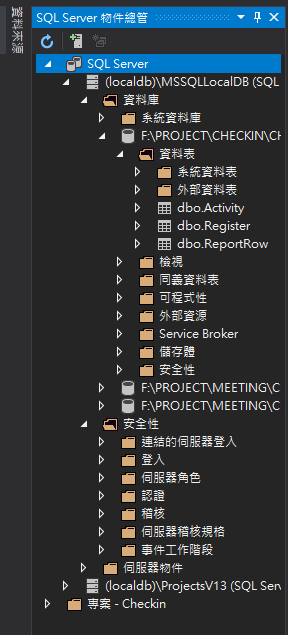 資料來源
SQL Server 物件總管
SQL Server
(localdb)\MSSQLLocalDB (SQL
資料庫
系統資料庫
F:\PROJECT\CHECKIN\CH
資料表
系統資料表
外部資料表
dbo.Activity
dbo.Register
dbo.ReportRow
檢視
同義資料表
可程式性
外部資源
Service Broker
儲存體
安全性
F:\PROJECT\MEETING\C
F:\PROJECT\MEETING\C
安全性
連結的伺服器登入
登入
伺服器角色
認證
稽核
伺服器稽核規格
事件工作階段
伺服器物件
(localdb)\ProjectsV13 (SQL Serv
專案 - Checkin